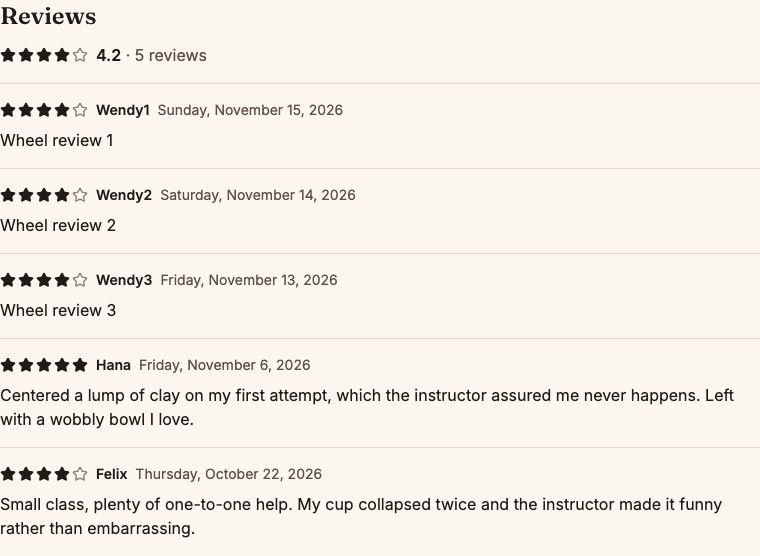 Reviews
4.2 · 5 reviews
Wendy1 Sunday, November 15, 2026
Wheel review 1
Wendy2 Saturday, November 14, 2026
Wheel review 2
Wendy3 Friday, November 13, 2026
Wheel review 3
Hana Friday, November 6, 2026
Centered a lump of clay on my first attempt, which the instructor assured me never happens. Left
with a wobbly bowl I love.
Felix Thursday, October 22, 2026
Small class, plenty of one-to-one help. My cup collapsed twice and the instructor made it funny
rather than embarrassing.